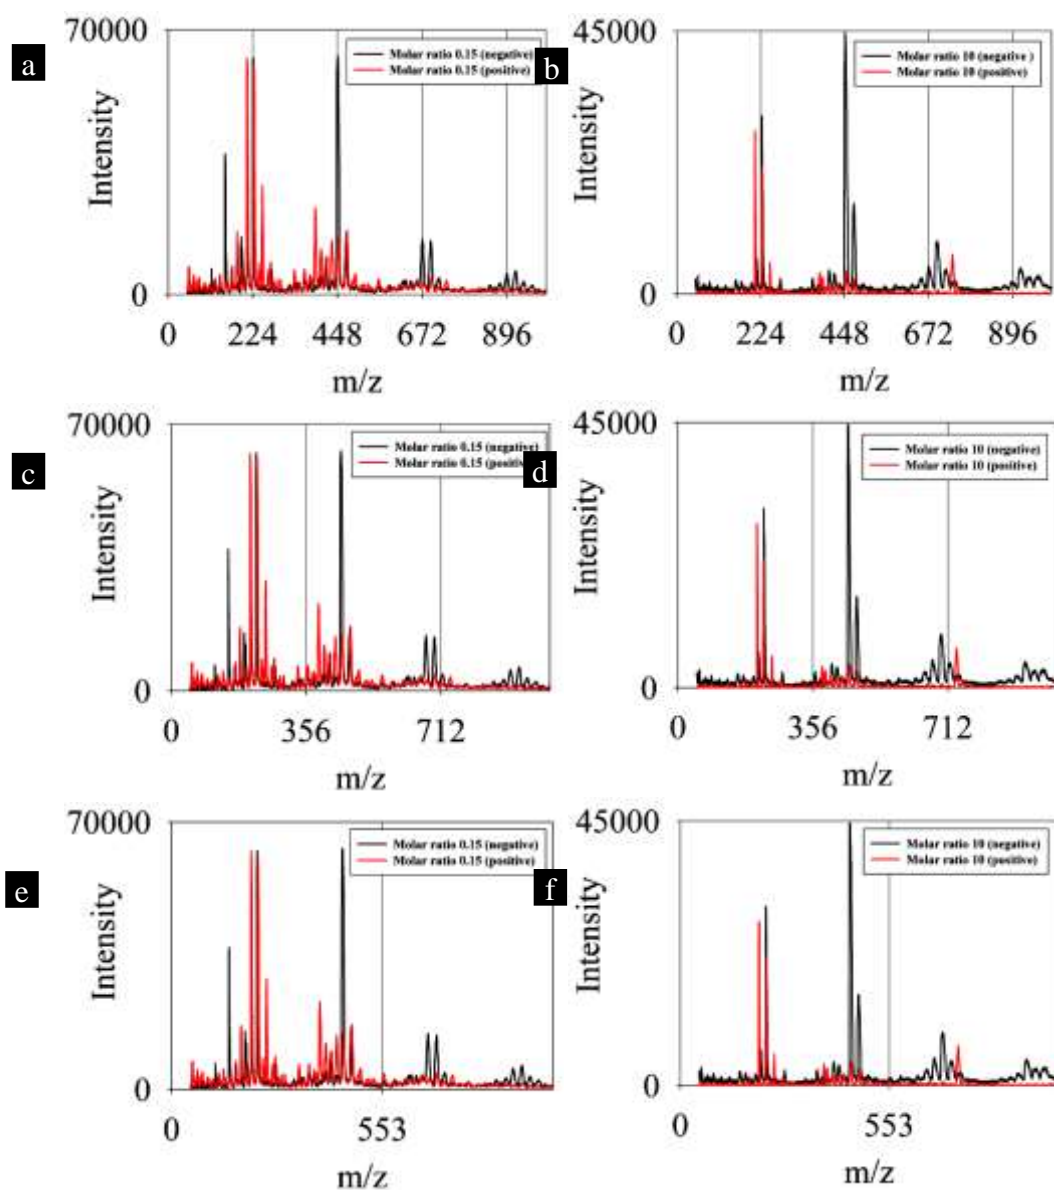 a
70000
Intensity
Molar ratio 0.15 (negative)
Molar ratio 0.15 (positive)
0
0 224 448 672 896
m/z
b
45000
Intensity
Molar ratio 10 (negative )
Molar ratio 10 (positive)
0
0 224 448 672 896
m/z
c
70000
Intensity
Molar ratio 0.15 (negative)
Molar ratio 0.15 (positive
0
0 356 712
m/z
d
45000
Intensity
Molar ratio 10 (negative)
Molar ratio 10 (positive)
0
0 356 712
m/z
e
70000
Intensity
Molar ratio 0.15 (negative)
Molar ratio 0.15 (positive)
0
0 553
m/z
f
45000
Intensity
Molar ratio 10 (negative)
Molar ratio 10 (positive)
0
0 553
m/z